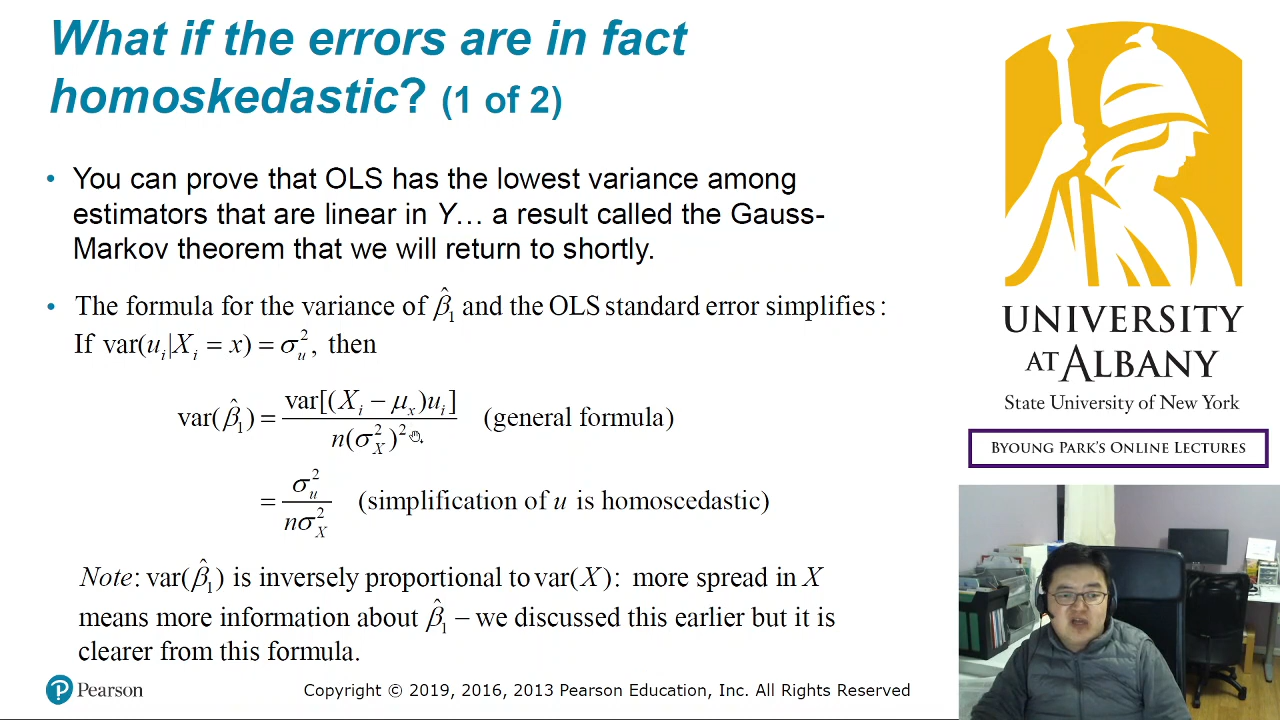 What if the errors are in fact
homoskedastic? (1 of 2)
• You can prove that OLS has the lowest variance among
estimators that are linear in Y… a result called the Gauss-
Markov theorem that we will return to shortly.
• The formula for the variance of β̂₁ and the OLS standard error simplifies :
If var(uᵢ|Xᵢ = x) = σᵤ², then
var(β̂₁) = var[(Xᵢ − μₓ)uᵢ] / n(σ_X²)² (general formula)
= σᵤ² / nσ_X² (simplification of u is homoscedastic)
Note: var(β̂₁) is inversely proportional to var(X): more spread in X
means more information about β̂₁ – we discussed this earlier but it is
clearer from this formula.
Pearson
Copyright © 2019, 2016, 2013 Pearson Education, Inc. All Rights Reserved
UNIVERSITY
AT ALBANY
State University of New York
BYOUNG PARK'S ONLINE LECTURES